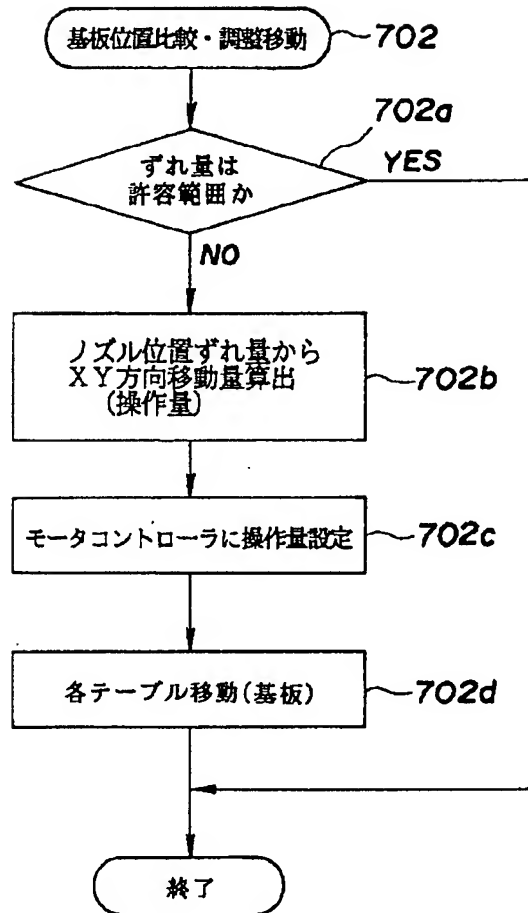 基板位置比較・調整移動
702
702a
ずれ量は
許容範囲か
YES
NO
ノズル位置ずれ量から
XY方向移動量算出
(操作量)
702b
モータコントローラに操作量設定
702c
各テーブル移動(基板)
702d
終了